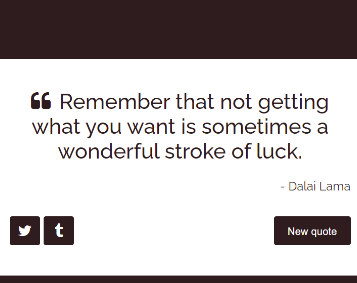 “ Remember that not getting
what you want is sometimes a
wonderful stroke of luck.
- Dalai Lama
t
New quote